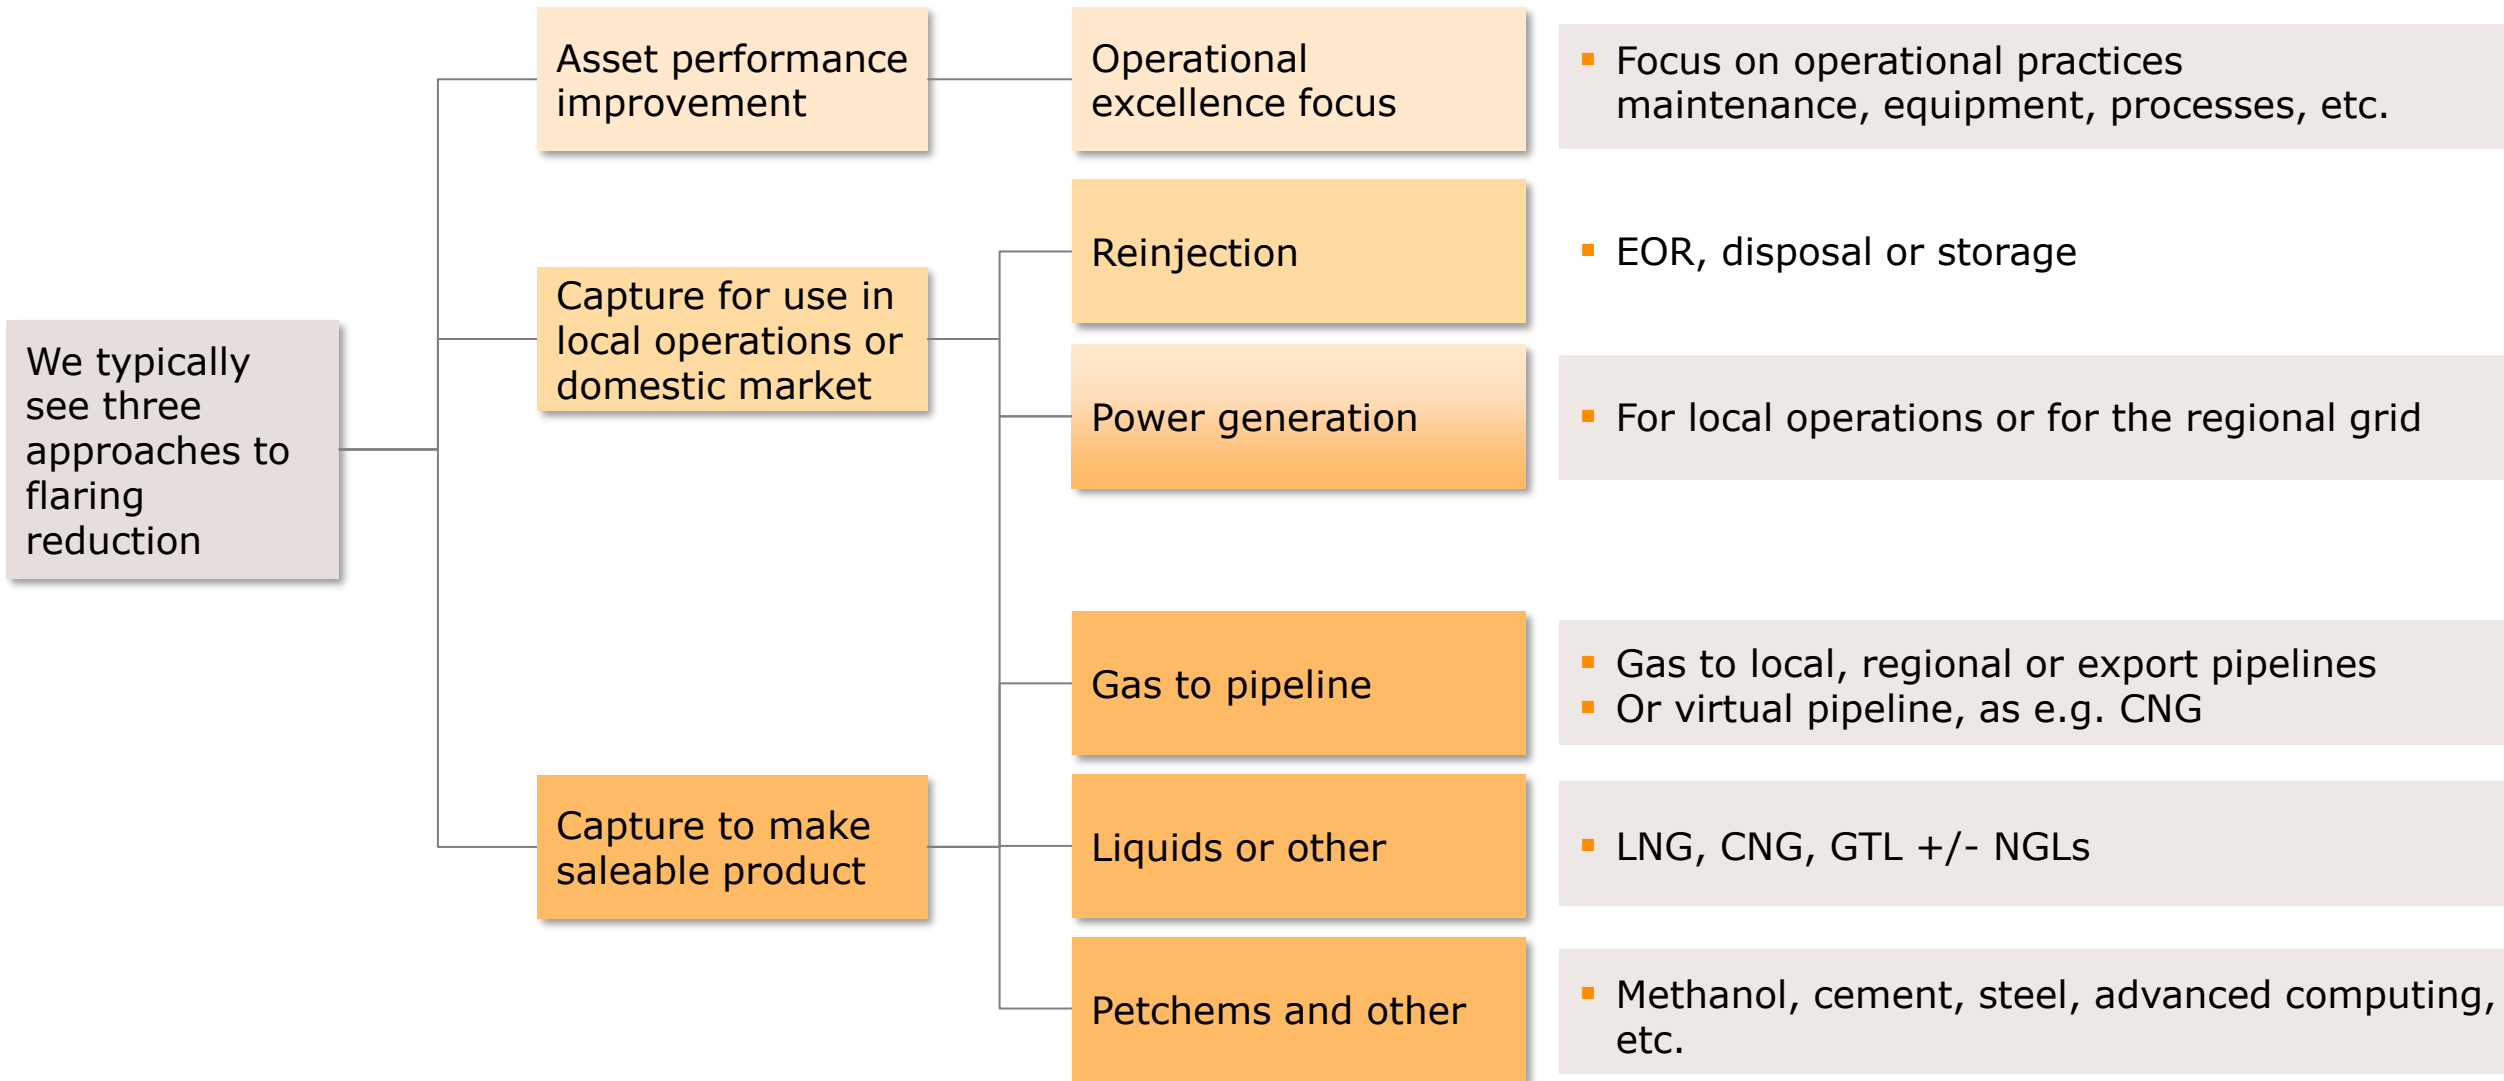 We typically
see three
approaches to
flaring
reduction
Asset performance
improvement
Capture for use in
local operations or
domestic market
Capture to make
saleable product
Operational
excellence focus
Reinjection
Power generation
Gas to pipeline
Liquids or other
Petchems and other
Focus on operational practices
maintenance, equipment, processes, etc.
EOR, disposal or storage
For local operations or for the regional grid
Gas to local, regional or export pipelines
Or virtual pipeline, as e.g. CNG
LNG, CNG, GTL +/- NGLs
Methanol, cement, steel, advanced computing,
etc.